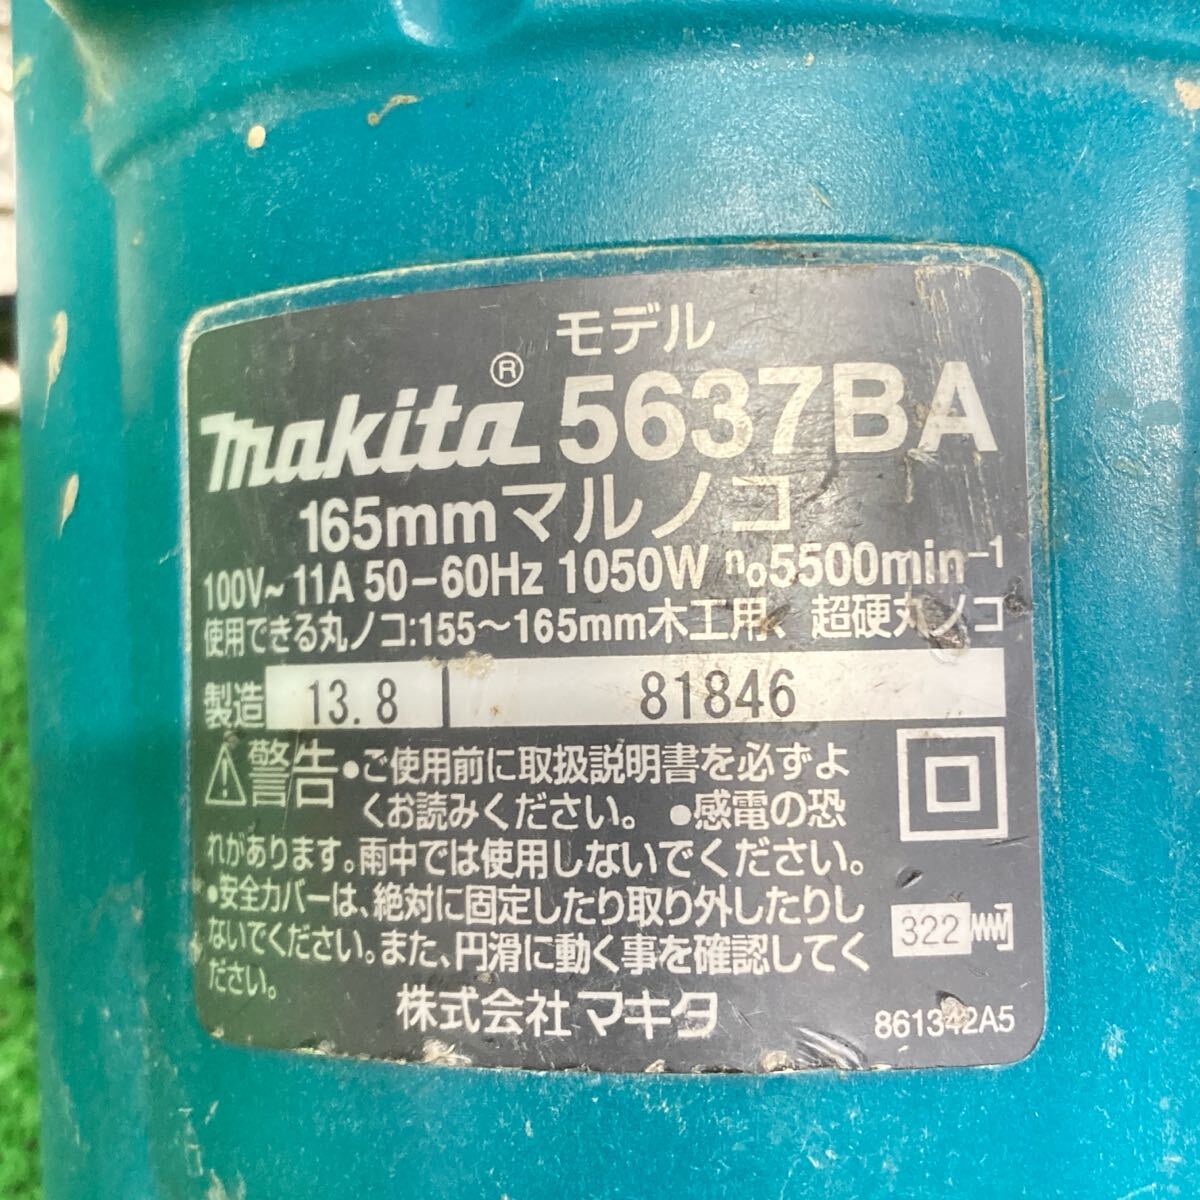 モデル
makita® 5637BA
165mmマルノコ
100V~ 11A 50-60Hz 1050W n₀5500min⁻¹
使用できる丸ノコ:155~165mm木工用、超硬丸ノコ
製造 13.8 81846
⚠警告 •ご使用前に取扱説明書を必ずよ
くお読みください。 •感電の恐
れがあります。雨中では使用しないでください。
•安全カバーは、絶対に固定したり取り外したりし
ないでください。また、円滑に動く事を確認してく
ださい。
322
株式会社マキタ
861342A5